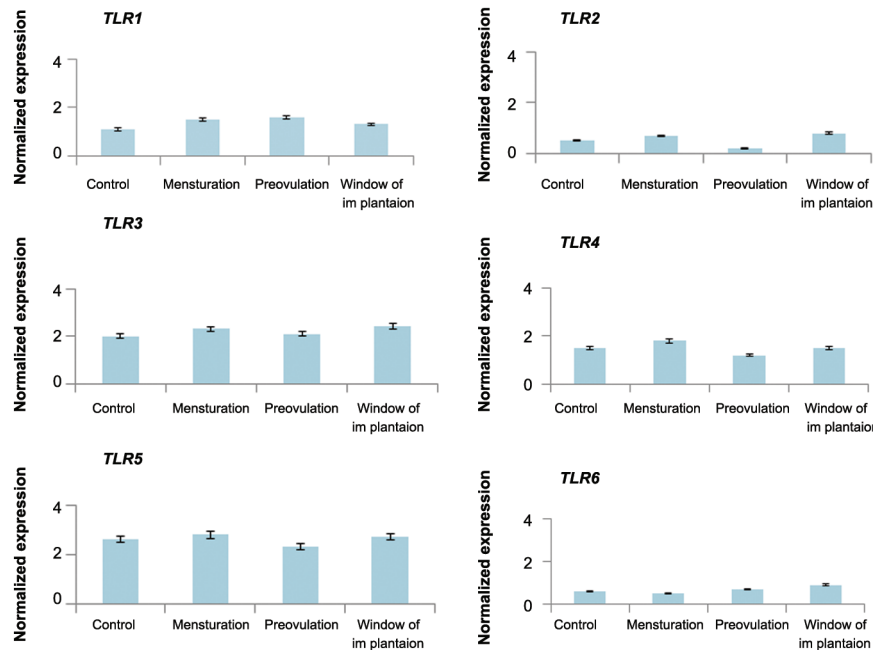 TLR1
Normalized expression
4
2
0
Control
Mensturation
Preovulation
Window of
im plantaion
TLR2
Normalized expression
4
2
0
Control
Mensturation
Preovulation
Window of
im plantaion
TLR3
Normalized expression
4
2
0
Control
Mensturation
Preovulation
Window of
im plantaion
TLR4
Normalized expression
4
2
0
Control
Mensturation
Preovulation
Window of
im plantaion
TLR5
Normalized expression
4
2
0
Control
Mensturation
Preovulation
Window of
im plantaion
TLR6
Normalized expression
4
2
0
Control
Mensturation
Preovulation
Window of
im plantaion